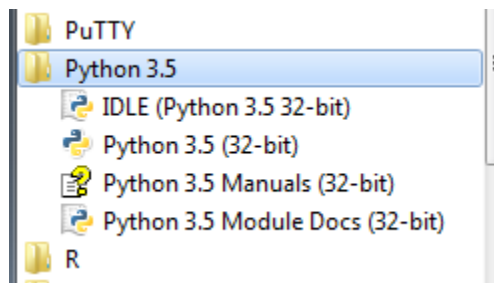 PuTTY
Python 3.5
IDLE (Python 3.5 32-bit)
Python 3.5 (32-bit)
Python 3.5 Manuals (32-bit)
Python 3.5 Module Docs (32-bit)
R